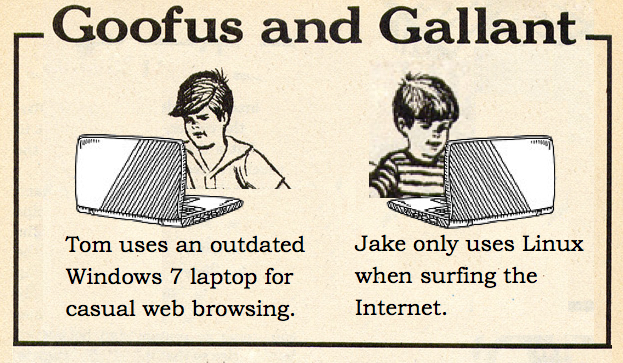 Goofus and Gallant
Tom uses an outdated
Windows 7 laptop for
casual web browsing.
Jake only uses Linux
when surfing the
Internet.